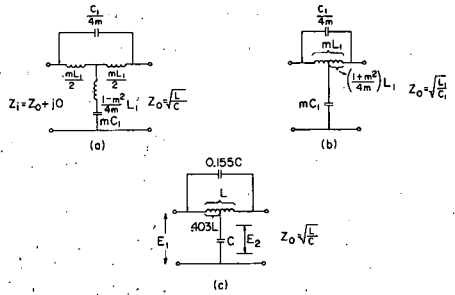 C₁/4m
mL₁/2 mL₁/2
Zᵢ=Z₀+j0
1-m²/4m L₁
Z₀=√L/C
mC₁
(a)
C₁/4m
mL₁
(1+m²/4m)L₁
Z₀=√L₁/C₁
mC₁
(b)
0.155C
L
.403L
E₁
C
E₂
Z₀=√L/C
(c)